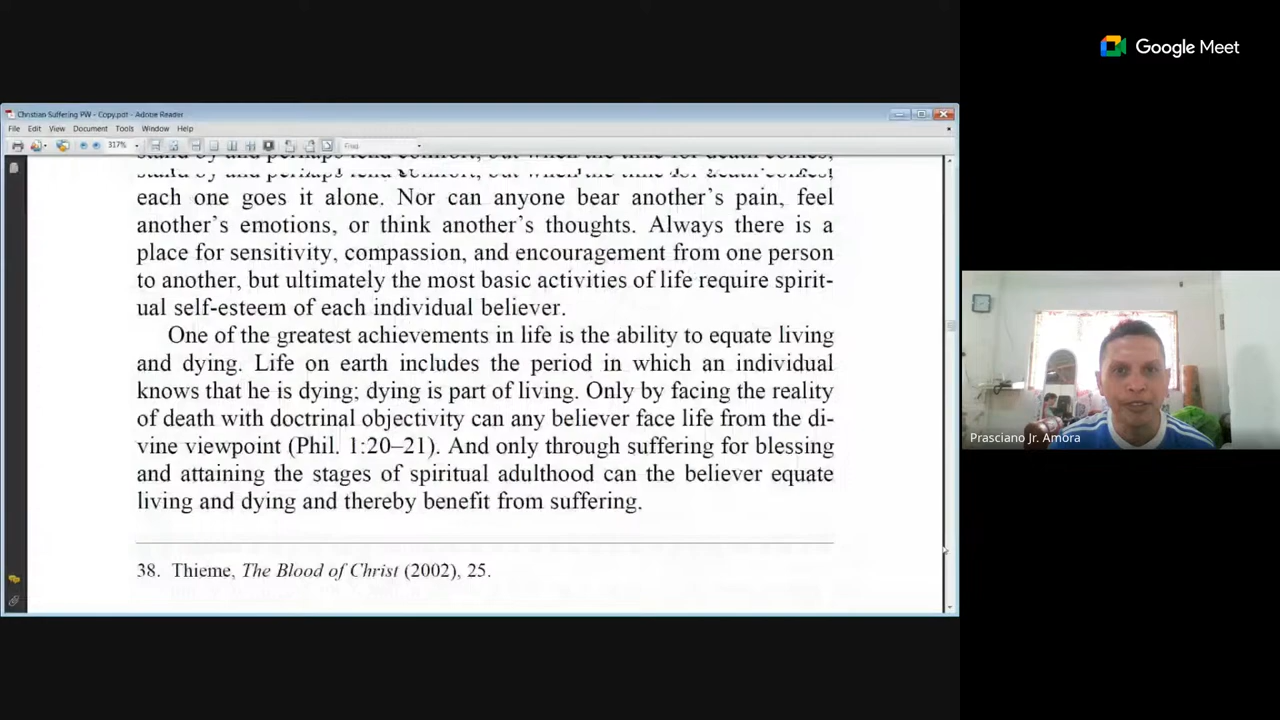 Google Meet
Christian Suffering PW - Copy.pdf - Adobe Reader
File Edit View Document Tools Window Help
317%
Find
each one goes it alone. Nor can anyone bear another's pain, feel
another's emotions, or think another's thoughts. Always there is a
place for sensitivity, compassion, and encouragement from one person
to another, but ultimately the most basic activities of life require spirit-
ual self-esteem of each individual believer.
One of the greatest achievements in life is the ability to equate living
and dying. Life on earth includes the period in which an individual
knows that he is dying; dying is part of living. Only by facing the reality
of death with doctrinal objectivity can any believer face life from the di-
vine viewpoint (Phil. 1:20–21). And only through suffering for blessing
and attaining the stages of spiritual adulthood can the believer equate
living and dying and thereby benefit from suffering.
38. Thieme, The Blood of Christ (2002), 25.
Prasciano Jr. Amora